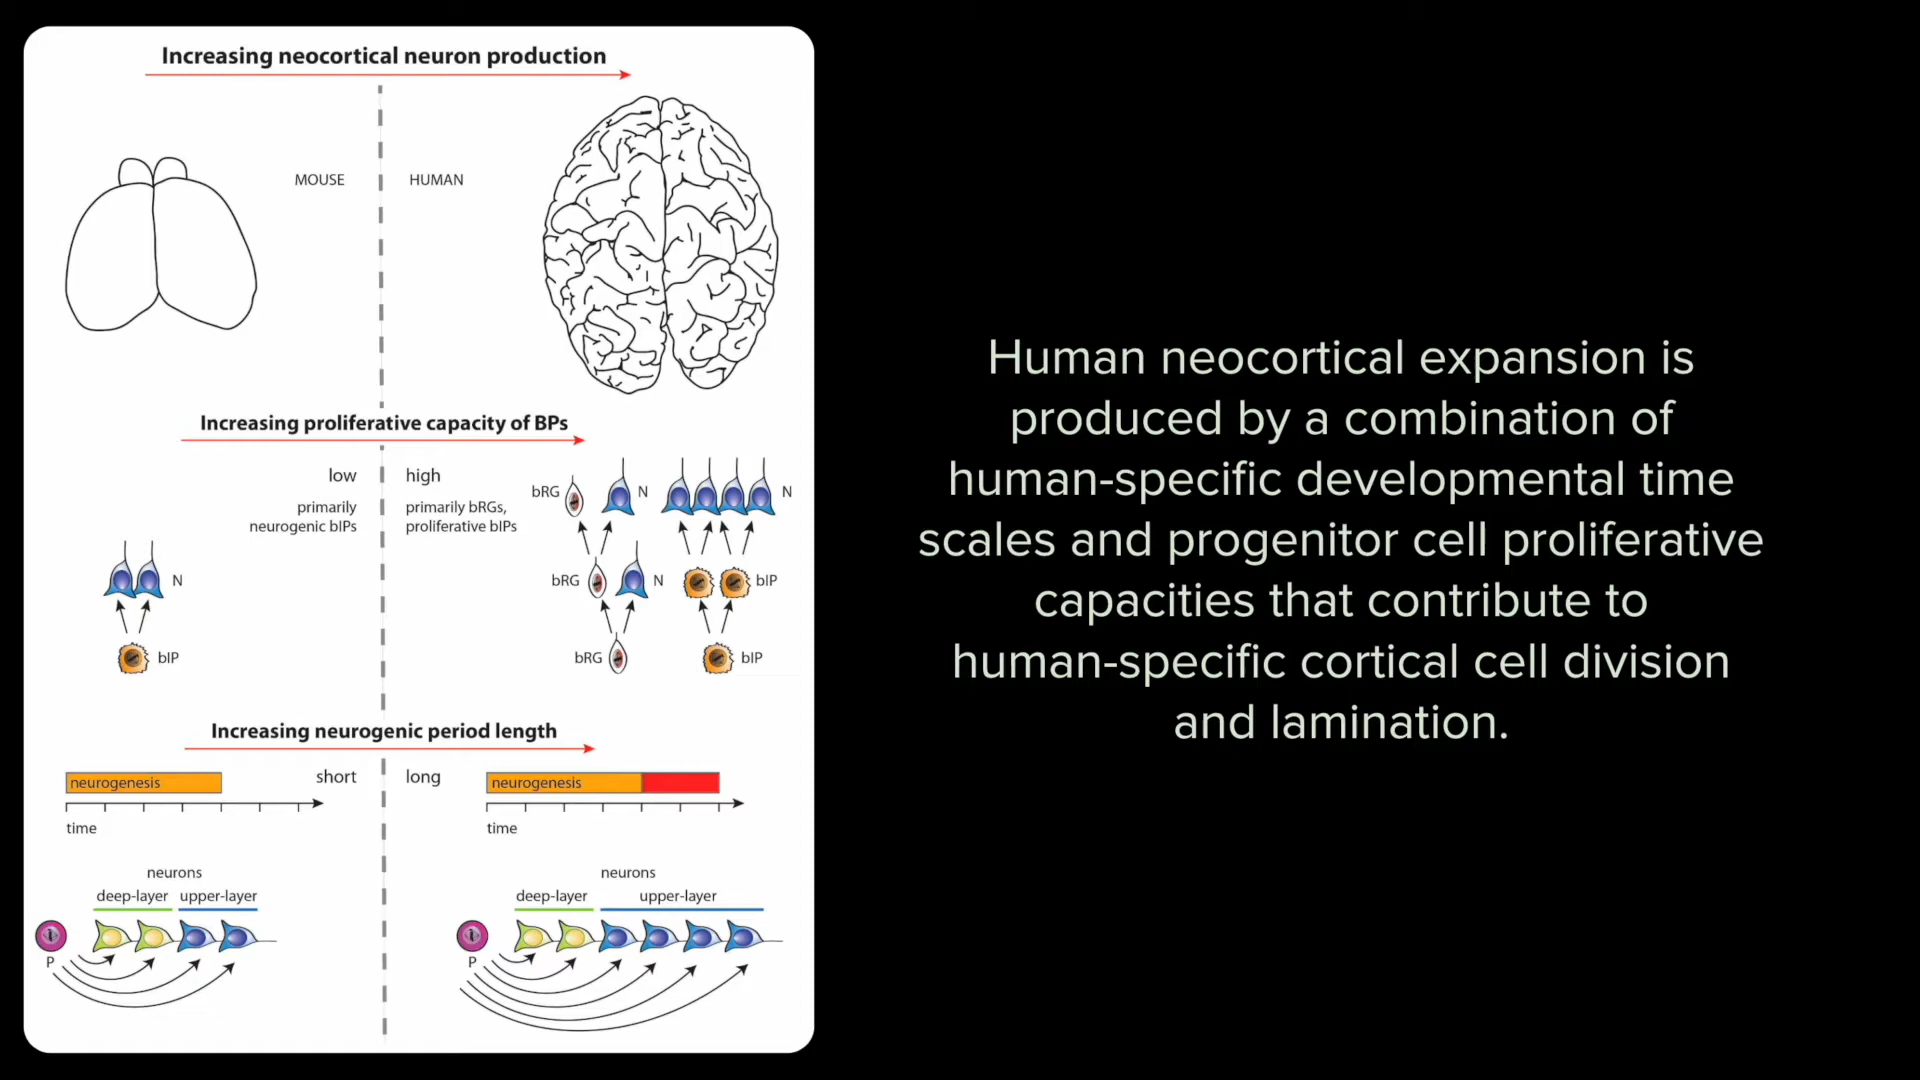 Increasing neocortical neuron production
MOUSE
HUMAN
Increasing proliferative capacity of BPs
low
primarily
neurogenic bIPs
high
primarily bRGs,
proliferative bIPs
N
bIP
bRG
N
N
bRG
N
bIP
bRG
bIP
Increasing neurogenic period length
neurogenesis
short
time
long
neurogenesis
time
neurons
deep-layer upper-layer
P
neurons
deep-layer upper-layer
P
Human neocortical expansion is
produced by a combination of
human-specific developmental time
scales and progenitor cell proliferative
capacities that contribute to
human-specific cortical cell division
and lamination.